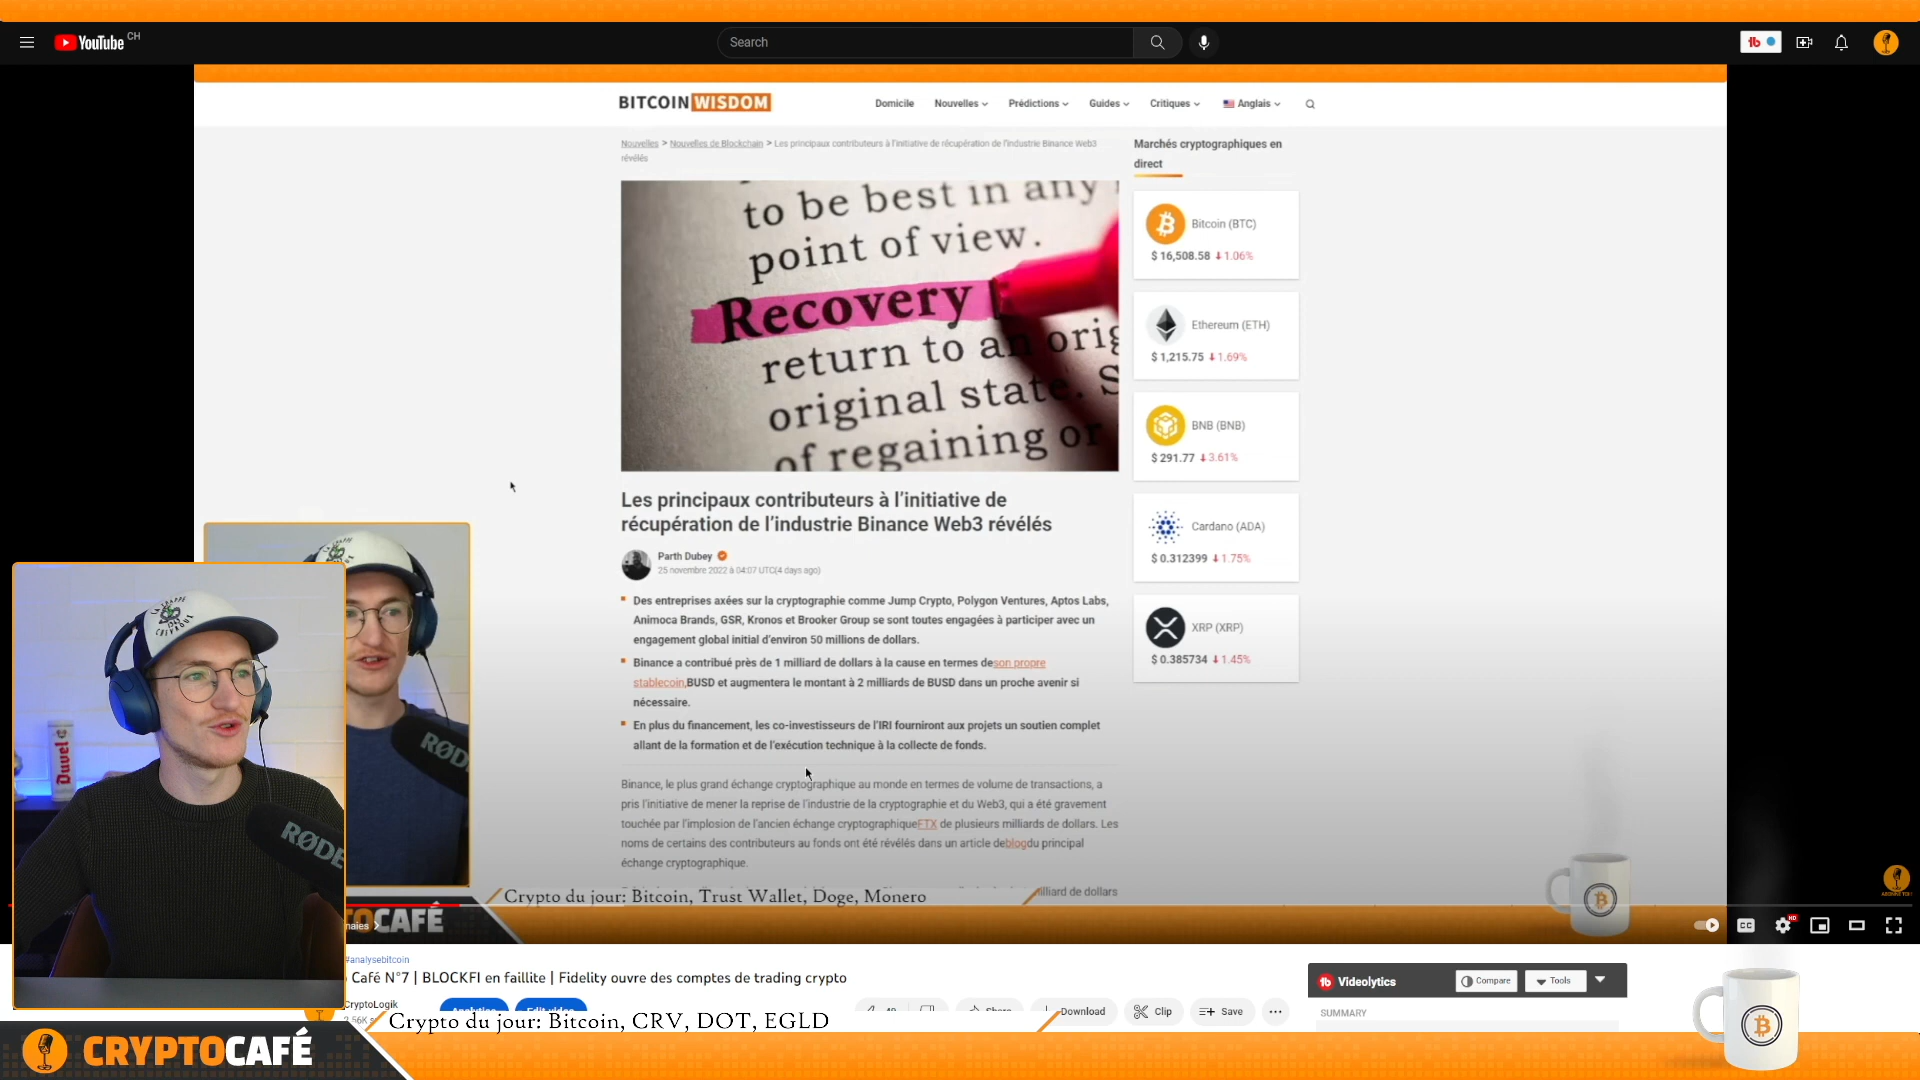 YouTube CH
Search
BITCOINWISDOM
Domicile
Nouvelles
Prédictions
Guides
Critiques
Anglais
Nouvelles > Nouvelles de Blockchain > Les principaux contributeurs à l'initiative de récupération de l'industrie Binance Web3
révélés
to be best in any
point of view.
Recovery
return to an orig
original state. S
of regaining or
Les principaux contributeurs à l'initiative de
récupération de l'industrie Binance Web3 révélés
Parth Dubey
25 novembre 2022 à 04:07 UTC(4 days ago)
Des entreprises axées sur la cryptographie comme Jump Crypto, Polygon Ventures, Aptos Labs,
Animoca Brands, GSR, Kronos et Brooker Group se sont toutes engagées à participer avec un
engagement global initial d'environ 50 millions de dollars.
Binance a contribué près de 1 milliard de dollars à la cause en termes deson propre
stablecoin,BUSD et augmentera le montant à 2 milliards de BUSD dans un proche avenir si
nécessaire.
En plus du financement, les co-investisseurs de l'IRI fourniront aux projets un soutien complet
allant de la formation et de l'exécution technique à la collecte de fonds.
Binance, le plus grand échange cryptographique au monde en termes de volume de transactions, a
pris l'initiative de mener la reprise de l'industrie de la cryptographie et du Web3, qui a été gravement
touchée par l'implosion de l'ancien échange cryptographiqueFTX de plusieurs milliards de dollars. Les
noms de certains des contributeurs au fonds ont été révélés dans un article deblogdu principal
échange cryptographique.
milliard de dollars
Marchés cryptographiques en
direct
Bitcoin (BTC)
$ 16,508.58 1.06%
Ethereum (ETH)
$ 1,215.75 1.69%
BNB (BNB)
$ 291.77 3.61%
Cardano (ADA)
$ 0.312399 1.75%
XRP (XRP)
$ 0.385734 1.45%
RØDE
Duvel
RØDE
Crypto du jour: Bitcoin, Trust Wallet, Doge, Monero
OCAFÉ
naies
CC
HD
#analysebitcoin
Café N°7 | BLOCKFI en faillite | Fidelity ouvre des comptes de trading crypto
CryptoLogik
Analytics
Edit video
Share
Download
Clip
Save
Videolytics
Compare
Tools
SUMMARY
Crypto du jour: Bitcoin, CRV, DOT, EGLD
CRYPTOCAFÉ